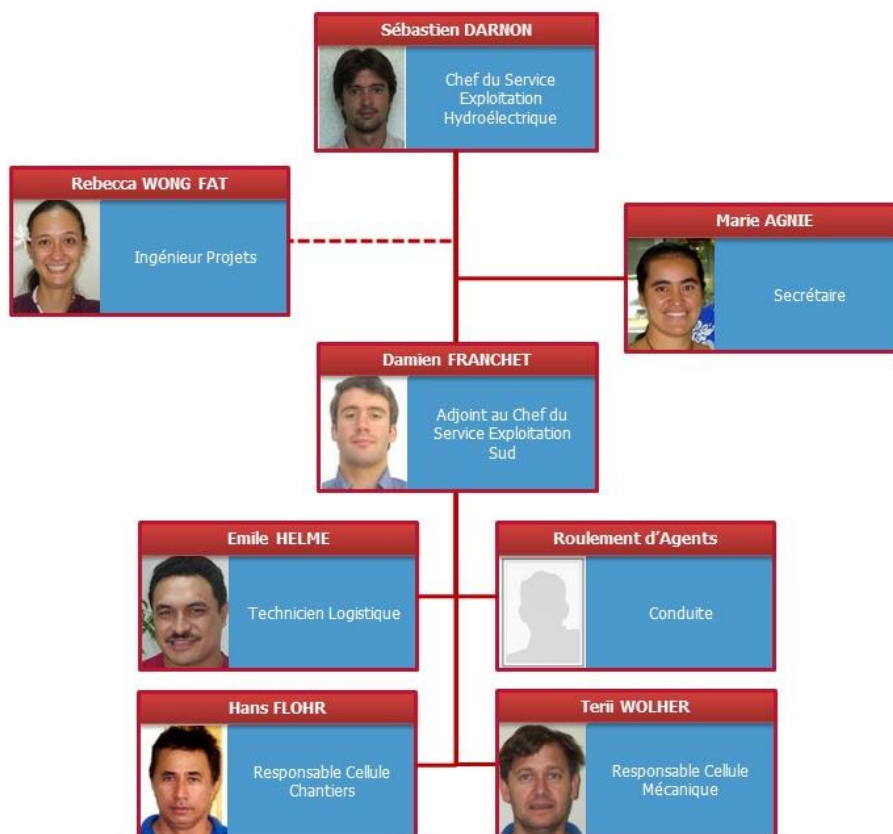 Sébastien DARNON
Chef du Service
Exploitation
Hydroélectrique
Rebecca WONG FAT
Ingénieur Projets
Marie AGNIE
Secrétaire
Damien FRANCHET
Adjoint au Chef du
Service Exploitation
Sud
Emile HELME
Technicien Logistique
Roulement d’Agents
Conduite
Hans FLOHR
Responsable Cellule
Chantiers
Terii WOLHER
Responsable Cellule
Mécanique